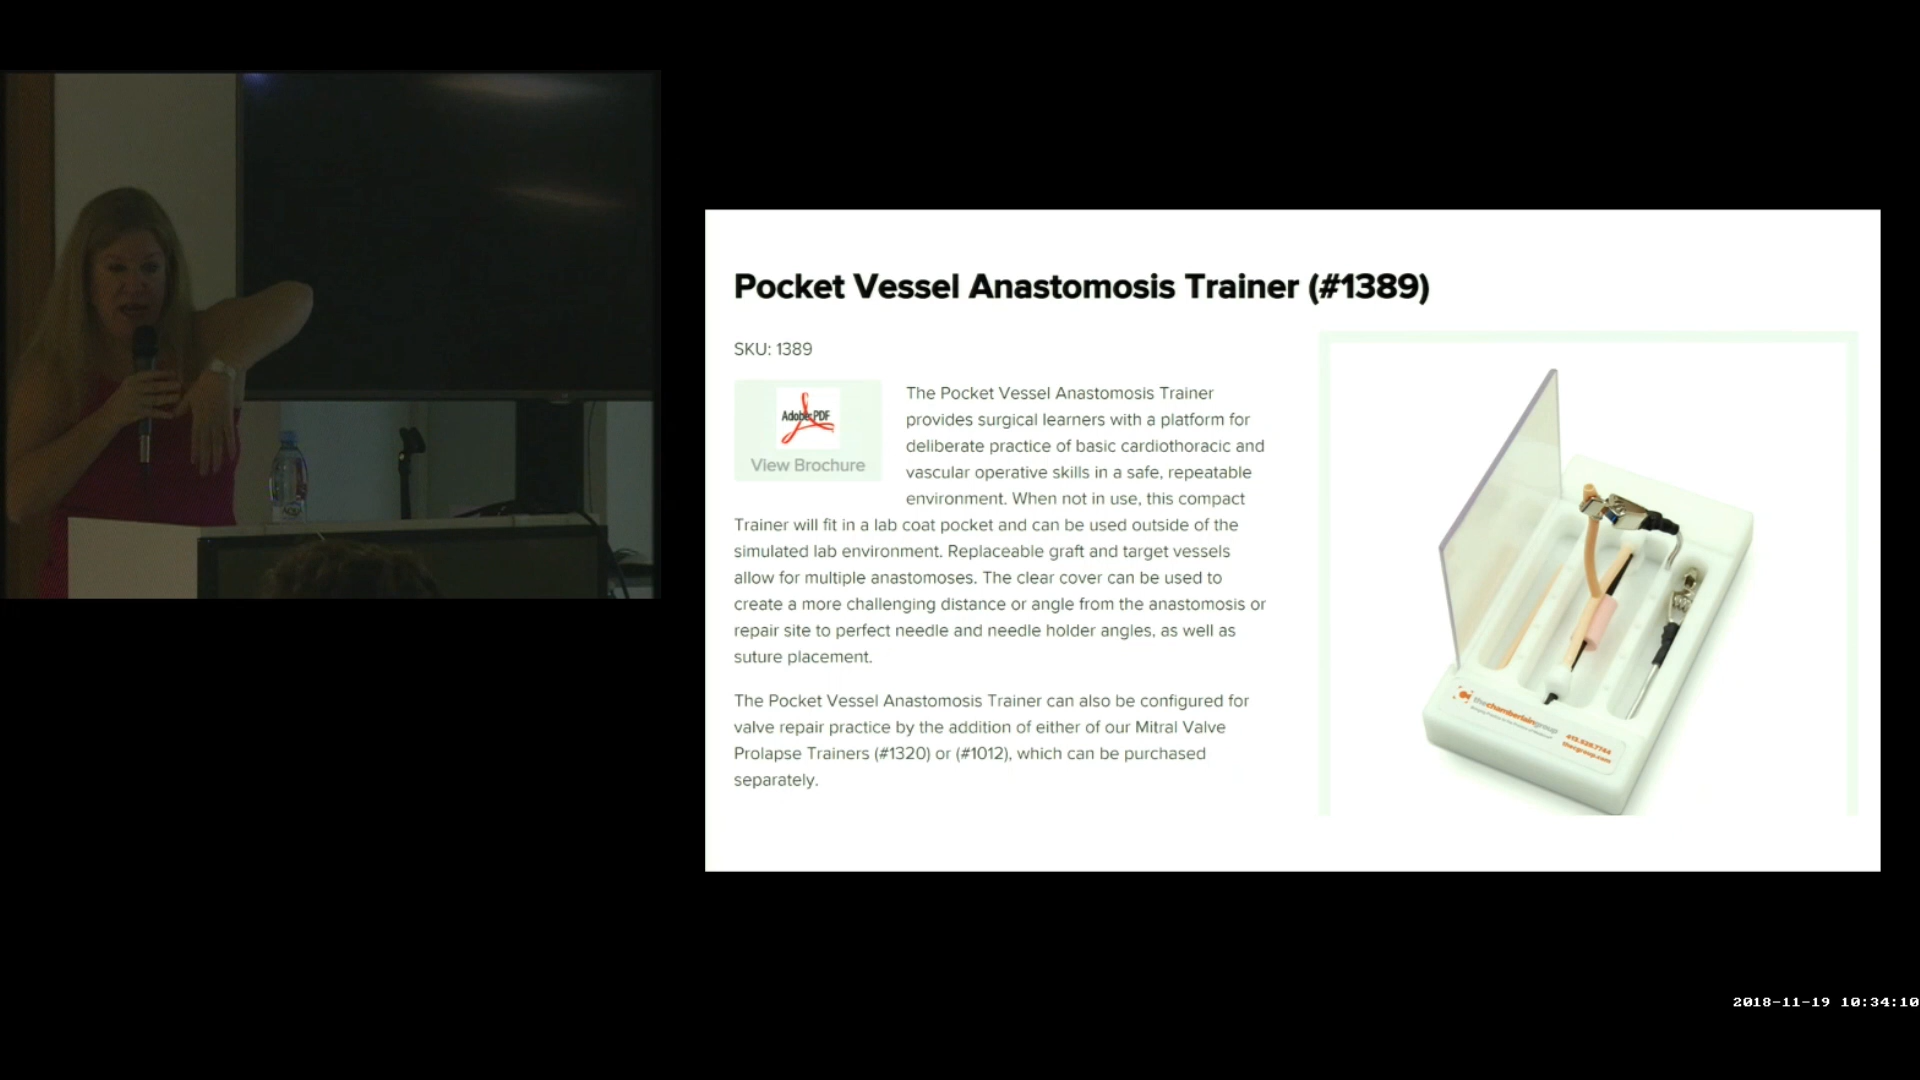 Pocket Vessel Anastomosis Trainer (#1389)
SKU: 1389
Adobe PDF
View Brochure
The Pocket Vessel Anastomosis Trainer
provides surgical learners with a platform for
deliberate practice of basic cardiothoracic and
vascular operative skills in a safe, repeatable
environment. When not in use, this compact
Trainer will fit in a lab coat pocket and can be used outside of the
simulated lab environment. Replaceable graft and target vessels
allow for multiple anastomoses. The clear cover can be used to
create a more challenging distance or angle from the anastomosis or
repair site to perfect needle and needle holder angles, as well as
suture placement.
The Pocket Vessel Anastomosis Trainer can also be configured for
valve repair practice by the addition of either of our Mitral Valve
Prolapse Trainers (#1320) or (#1012), which can be purchased
separately.
thechamberlaingroup
413.528.7744
thecgroup.com
2018-11-19 10:34:10